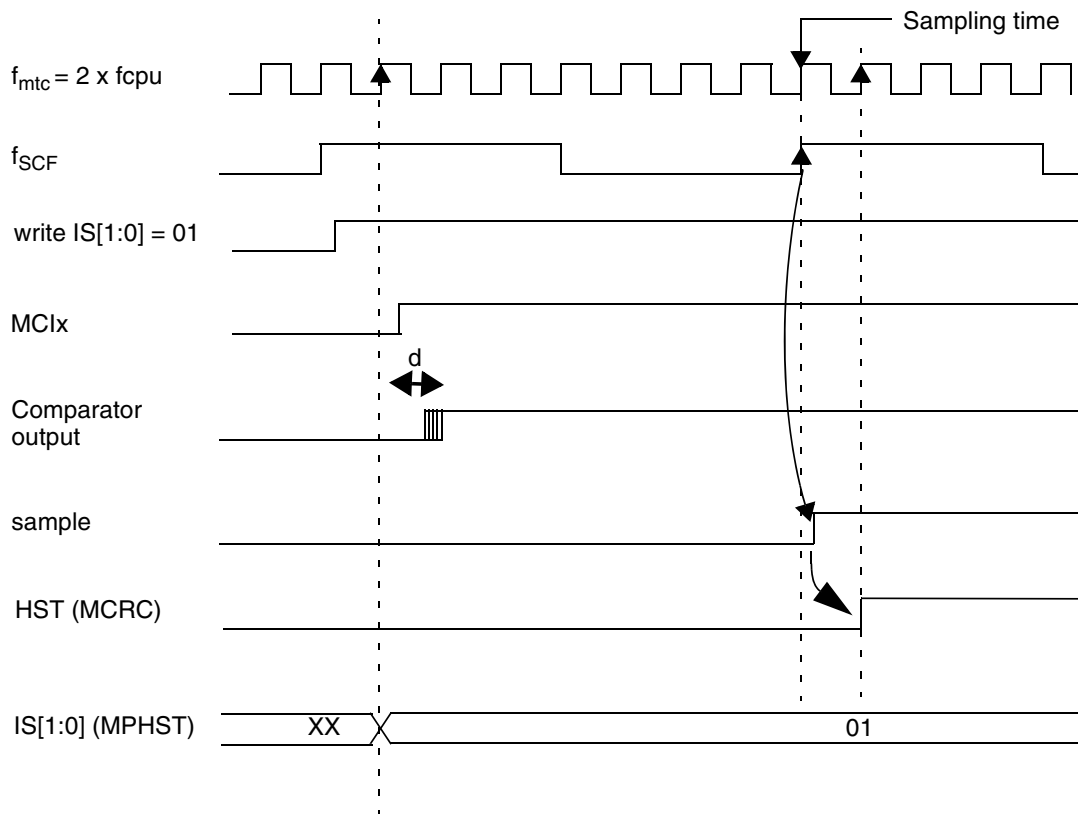 Sampling time
fmtc = 2 x fcpu
fSCF
write IS[1:0] = 01
MCIx
d
Comparator
output
sample
HST (MCRC)
IS[1:0] (MPHST)
XX
01